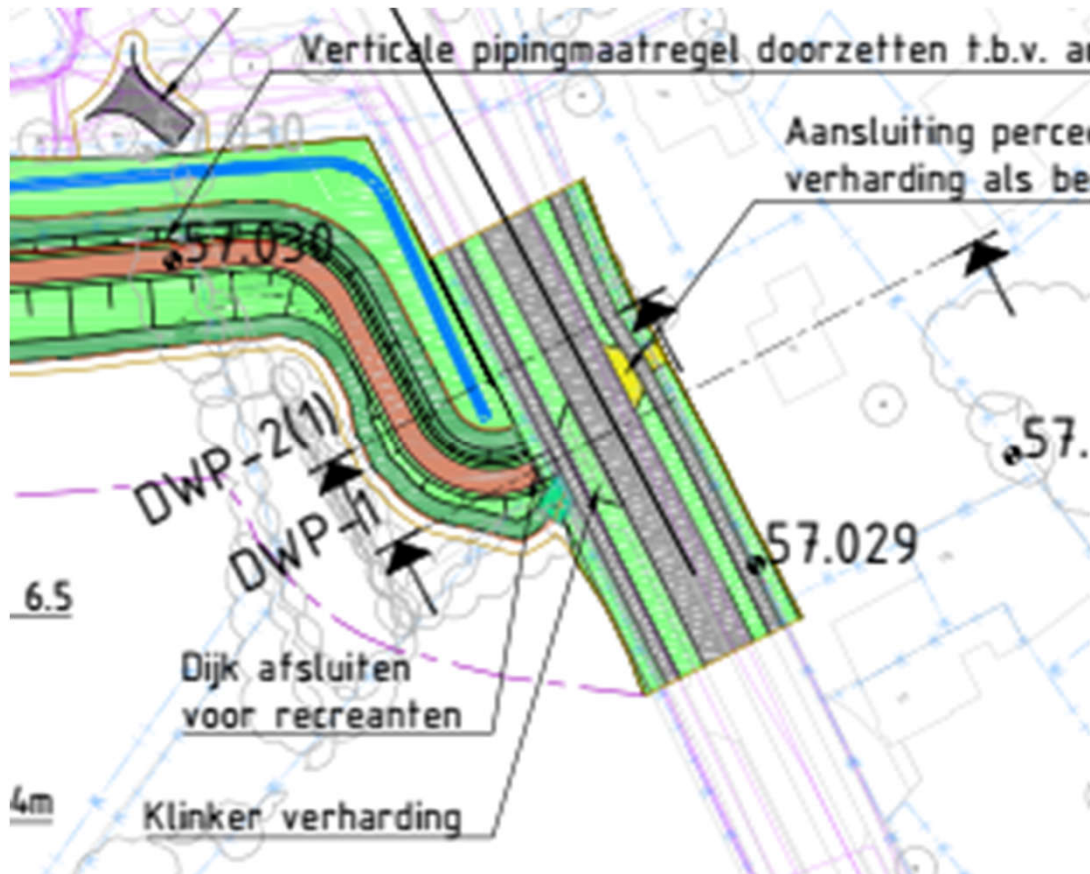 Verticale pipingmaatregel doorzetten t.b.v.
Aansluiting
verharding als
57.030
57.
DWP-2(1)
DWP-1
57.029
6.5
Dijk afsluiten
voor recreanten
4m
Klinker verharding